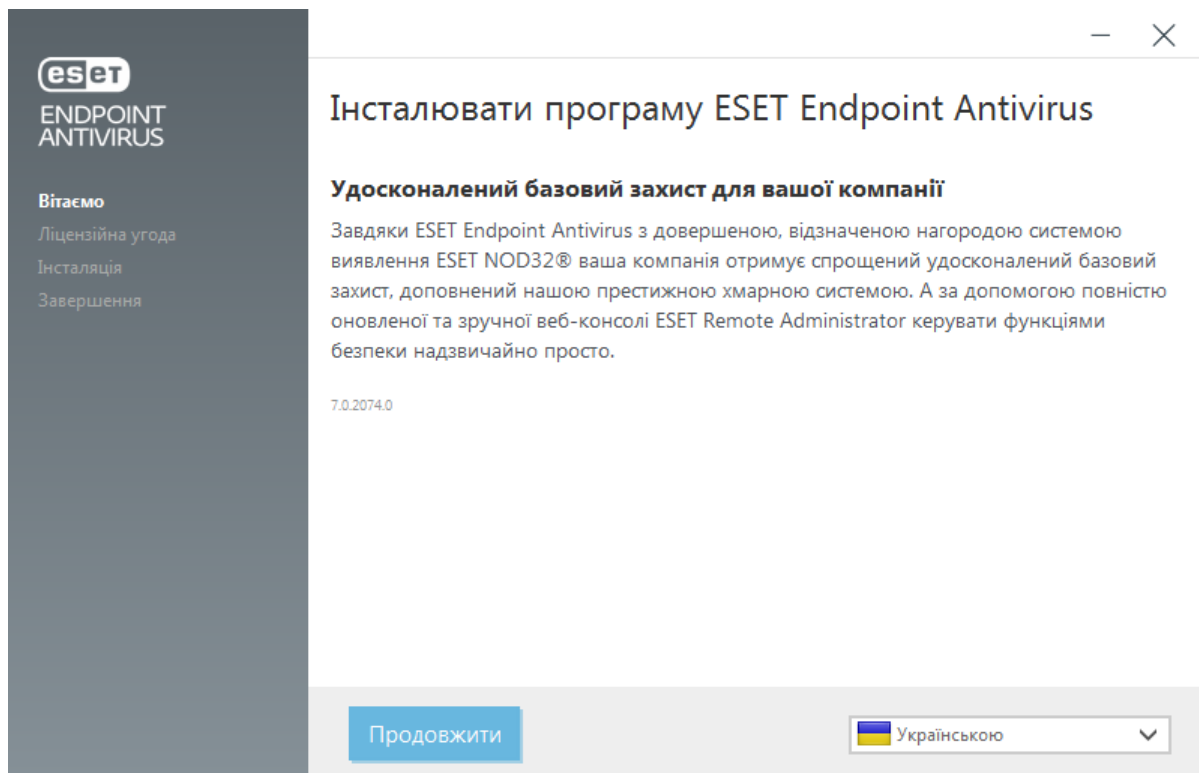 eset
ENDPOINT
ANTIVIRUS
Вітаємо
Ліцензійна угода
Інсталяція
Завершення
Інсталювати програму ESET Endpoint Antivirus
Удосконалений базовий захист для вашої компанії
Завдяки ESET Endpoint Antivirus з довершеною, відзначеною нагородою системою
виявлення ESET NOD32® ваша компанія отримує спрощений удосконалений базовий
захист, доповнений нашою престижною хмарною системою. А за допомогою повністю
оновленої та зручної веб-консолі ESET Remote Administrator керувати функціями
безпеки надзвичайно просто.
7.0.2074.0
Продовжити
Українською